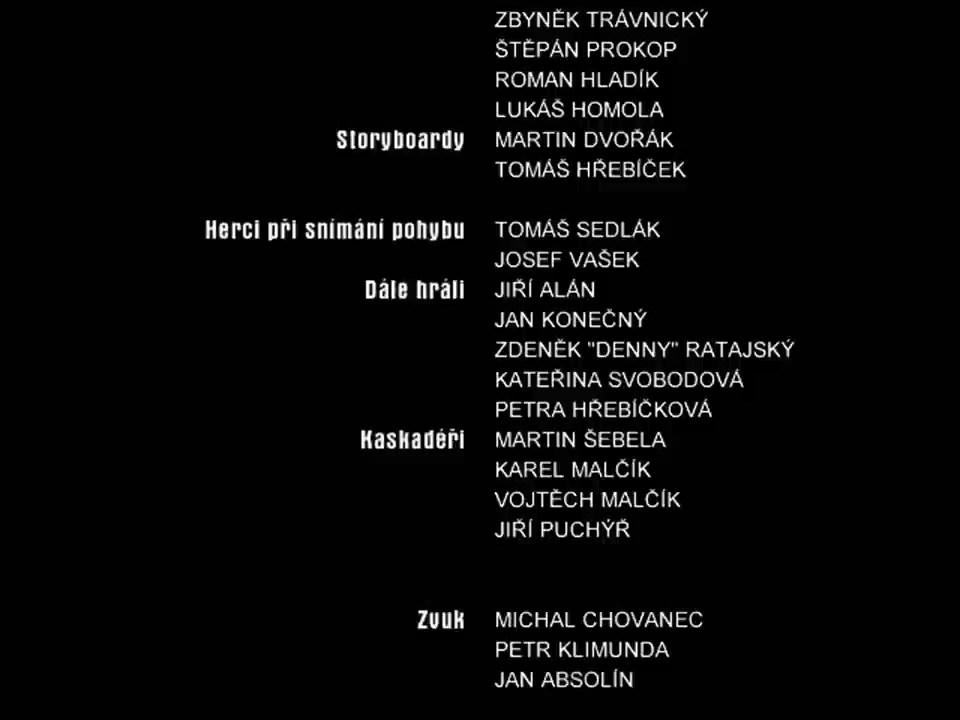 ZBYNĚK TRÁVNICKÝ
ŠTĚPÁN PROKOP
ROMAN HLADÍK
LUKÁŠ HOMOLA
Storyboardy MARTIN DVOŘÁK
TOMÁŠ HŘEBÍČEK
Herci při snímání pohybu TOMÁŠ SEDLÁK
JOSEF VAŠEK
Dále hráli JIŘÍ ALÁN
JAN KONEČNÝ
ZDENĚK "DENNY" RATAJSKÝ
KATEŘINA SVOBODOVÁ
PETRA HŘEBÍČKOVÁ
Kaskadéři MARTIN ŠEBELA
KAREL MALČÍK
VOJTĚCH MALČÍK
JIŘÍ PUCHÝŘ
Zvuk MICHAL CHOVANEC
PETR KLIMUNDA
JAN ABSOLÍN